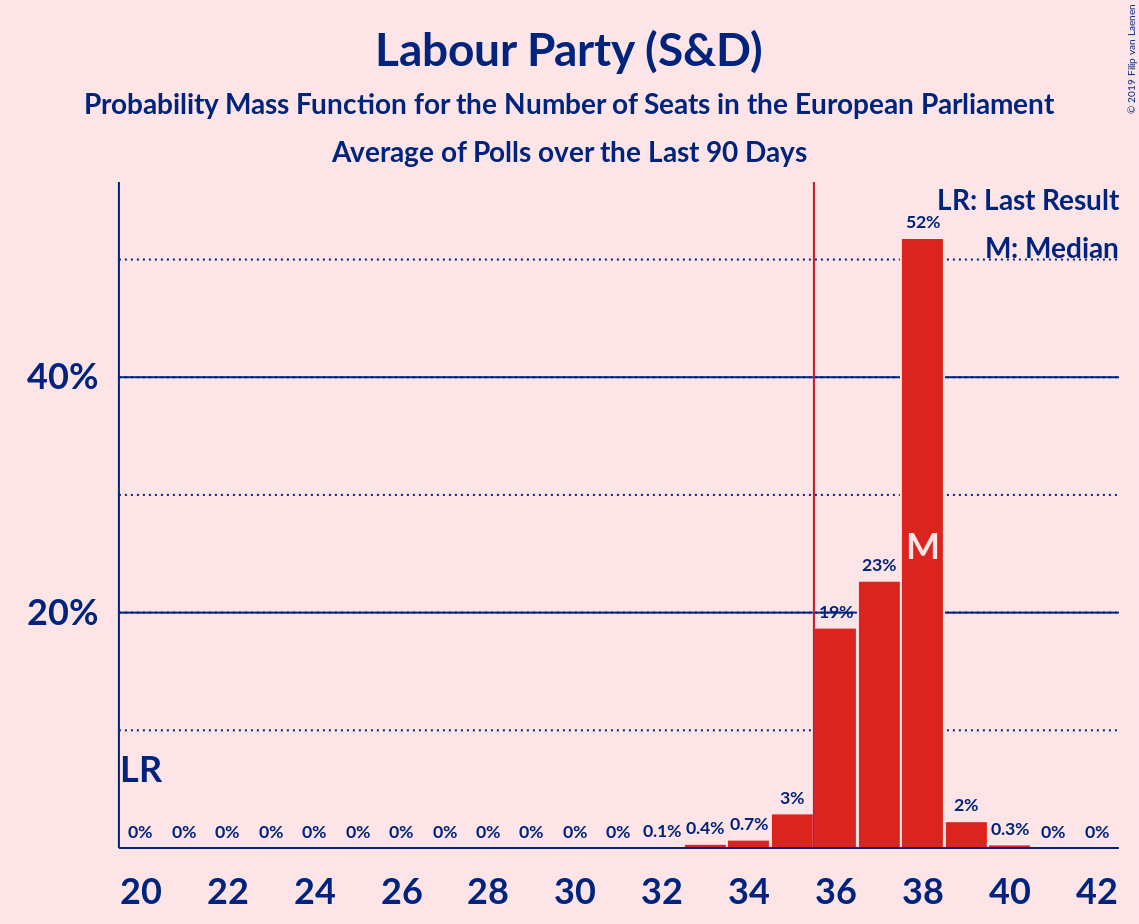 Labour Party (S&D)
Probability Mass Function for the Number of Seats in the European Parliament
Average of Polls over the Last 90 Days
© 2019 Filip van Laenen
LR: Last Result
M: Median
52%
40%
M
23%
20%
19%
LR
0% 0% 0% 0% 0% 0% 0% 0% 0% 0% 0% 0% 0.1% 0.4% 0.7% 3% 2% 0.3% 0% 0%
20 22 24 26 28 30 32 34 36 38 40 42